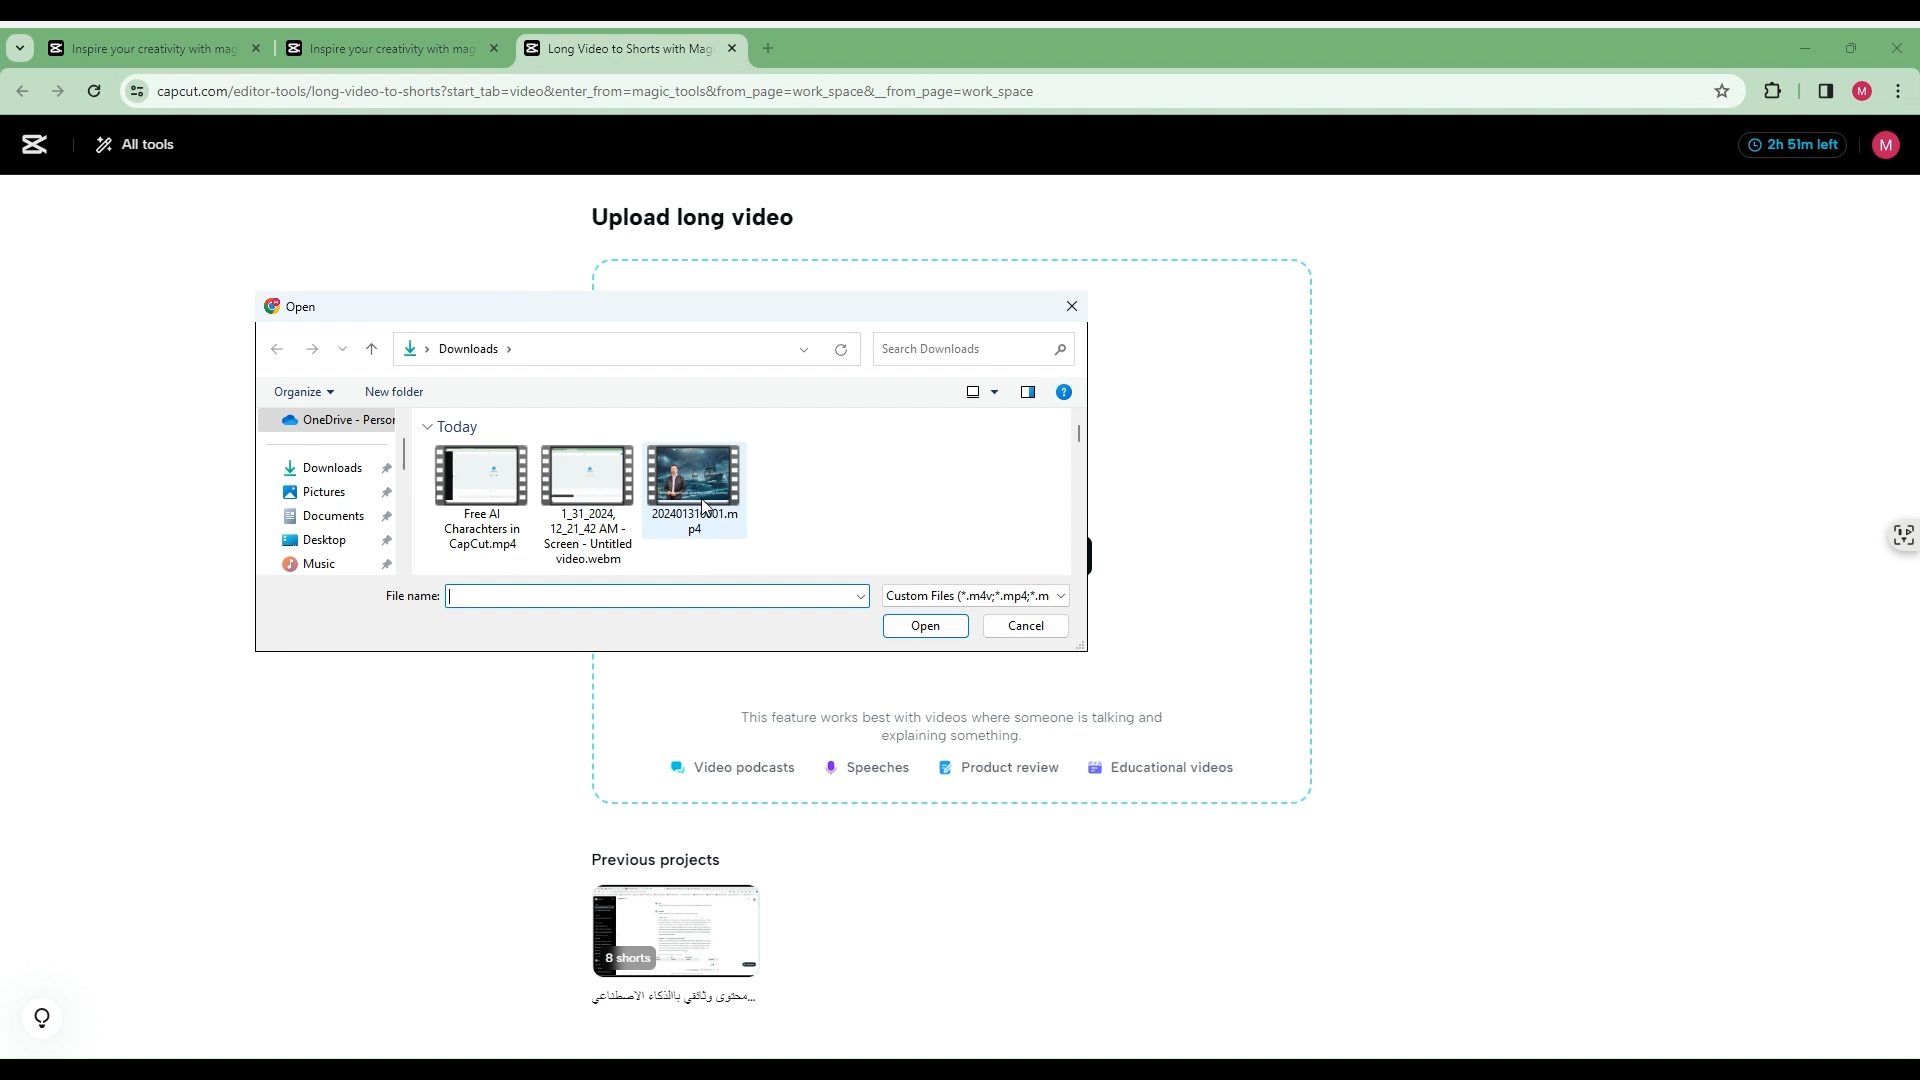 Inspire your creativity with mag
Inspire your creativity with mag
Long Video to Shorts with Mag
capcut.com/editor-tools/long-video-to-shorts?start_tab=video&enter_from=magic_tools&from_page=work_space&__from_page=work_space
M
All tools
2h 51m left
M
Upload long video
Open
Downloads
Search Downloads
Organize
New folder
?
OneDrive - Person
Downloads
Pictures
Documents
Desktop
Music
Today
Free AI
Charachters in
CapCut.mp4
1_31_2024,
12_21_42 AM -
Screen - Untitled
video.webm
p4
File name:
Custom Files (*.m4v;*.mp4;*.m
Open
Cancel
This feature works best with videos where someone is talking and
explaining something.
Video podcasts
Speeches
Product review
Educational videos
Previous projects
8 shorts
محتوى وثائقي باالذكاء الاصطناعي...